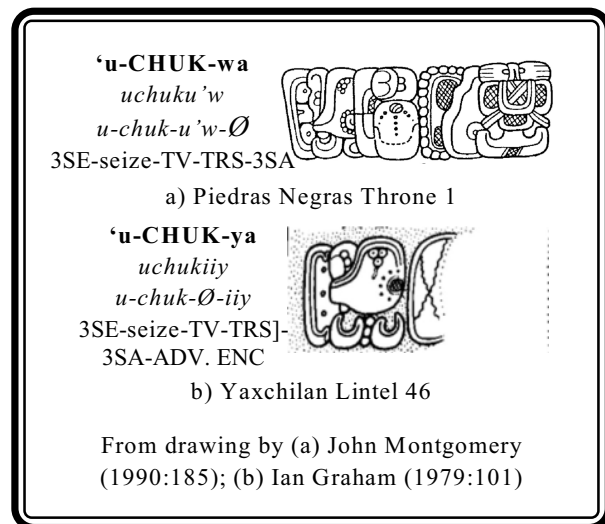 ‘u-CHUK-wa
uchuku’w
u-chuk-u’w-Ø
3SE-seize-TV-TRS-3SA
a) Piedras Negras Throne 1
‘u-CHUK-ya
uchukiiy
u-chuk-Ø-iiy
3SE-seize-TV-TRS]-
3SA-ADV. ENC
b) Yaxchilan Lintel 46
From drawing by (a) John Montgomery
(1990:185); (b) Ian Graham (1979:101)